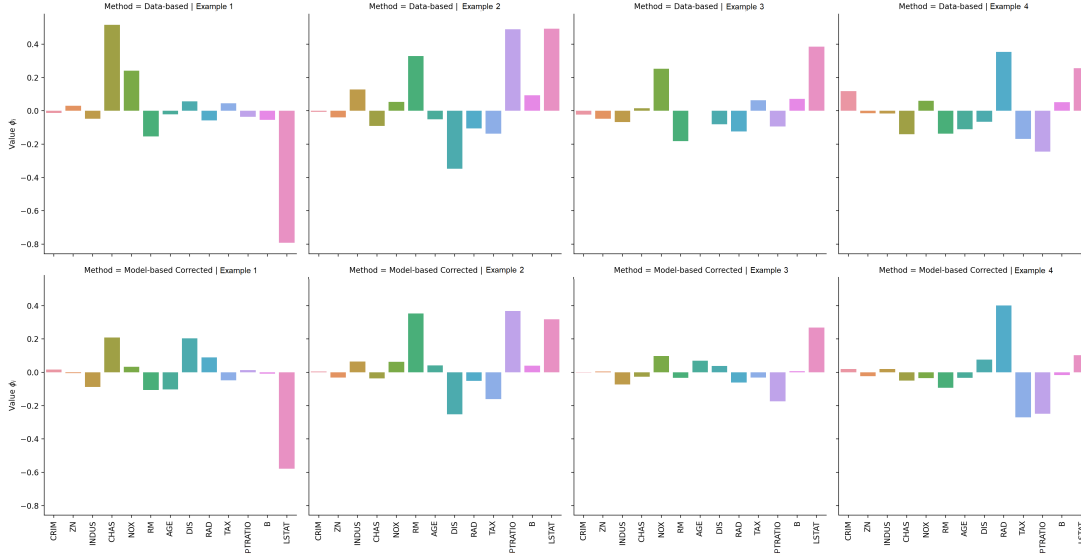 Method = Data-based | Example 1
Method = Data-based | Example 2
Method = Data-based | Example 3
Method = Data-based | Example 4
Value ϕᵢ
0.4
0.2
0.0
−0.2
−0.4
−0.6
−0.8
Method = Model-based Corrected | Example 1
Method = Model-based Corrected | Example 2
Method = Model-based Corrected | Example 3
Method = Model-based Corrected | Example 4
Value ϕᵢ
0.4
0.2
0.0
−0.2
−0.4
−0.6
−0.8
CRIM
ZN
INDUS
CHAS
NOX
RM
AGE
DIS
RAD
TAX
PTRATIO
B
LSTAT
CRIM
ZN
INDUS
CHAS
NOX
RM
AGE
DIS
RAD
TAX
PTRATIO
B
LSTAT
CRIM
ZN
INDUS
CHAS
NOX
RM
AGE
DIS
RAD
TAX
PTRATIO
B
LSTAT
CRIM
ZN
INDUS
CHAS
NOX
RM
AGE
DIS
RAD
TAX
PTRATIO
B